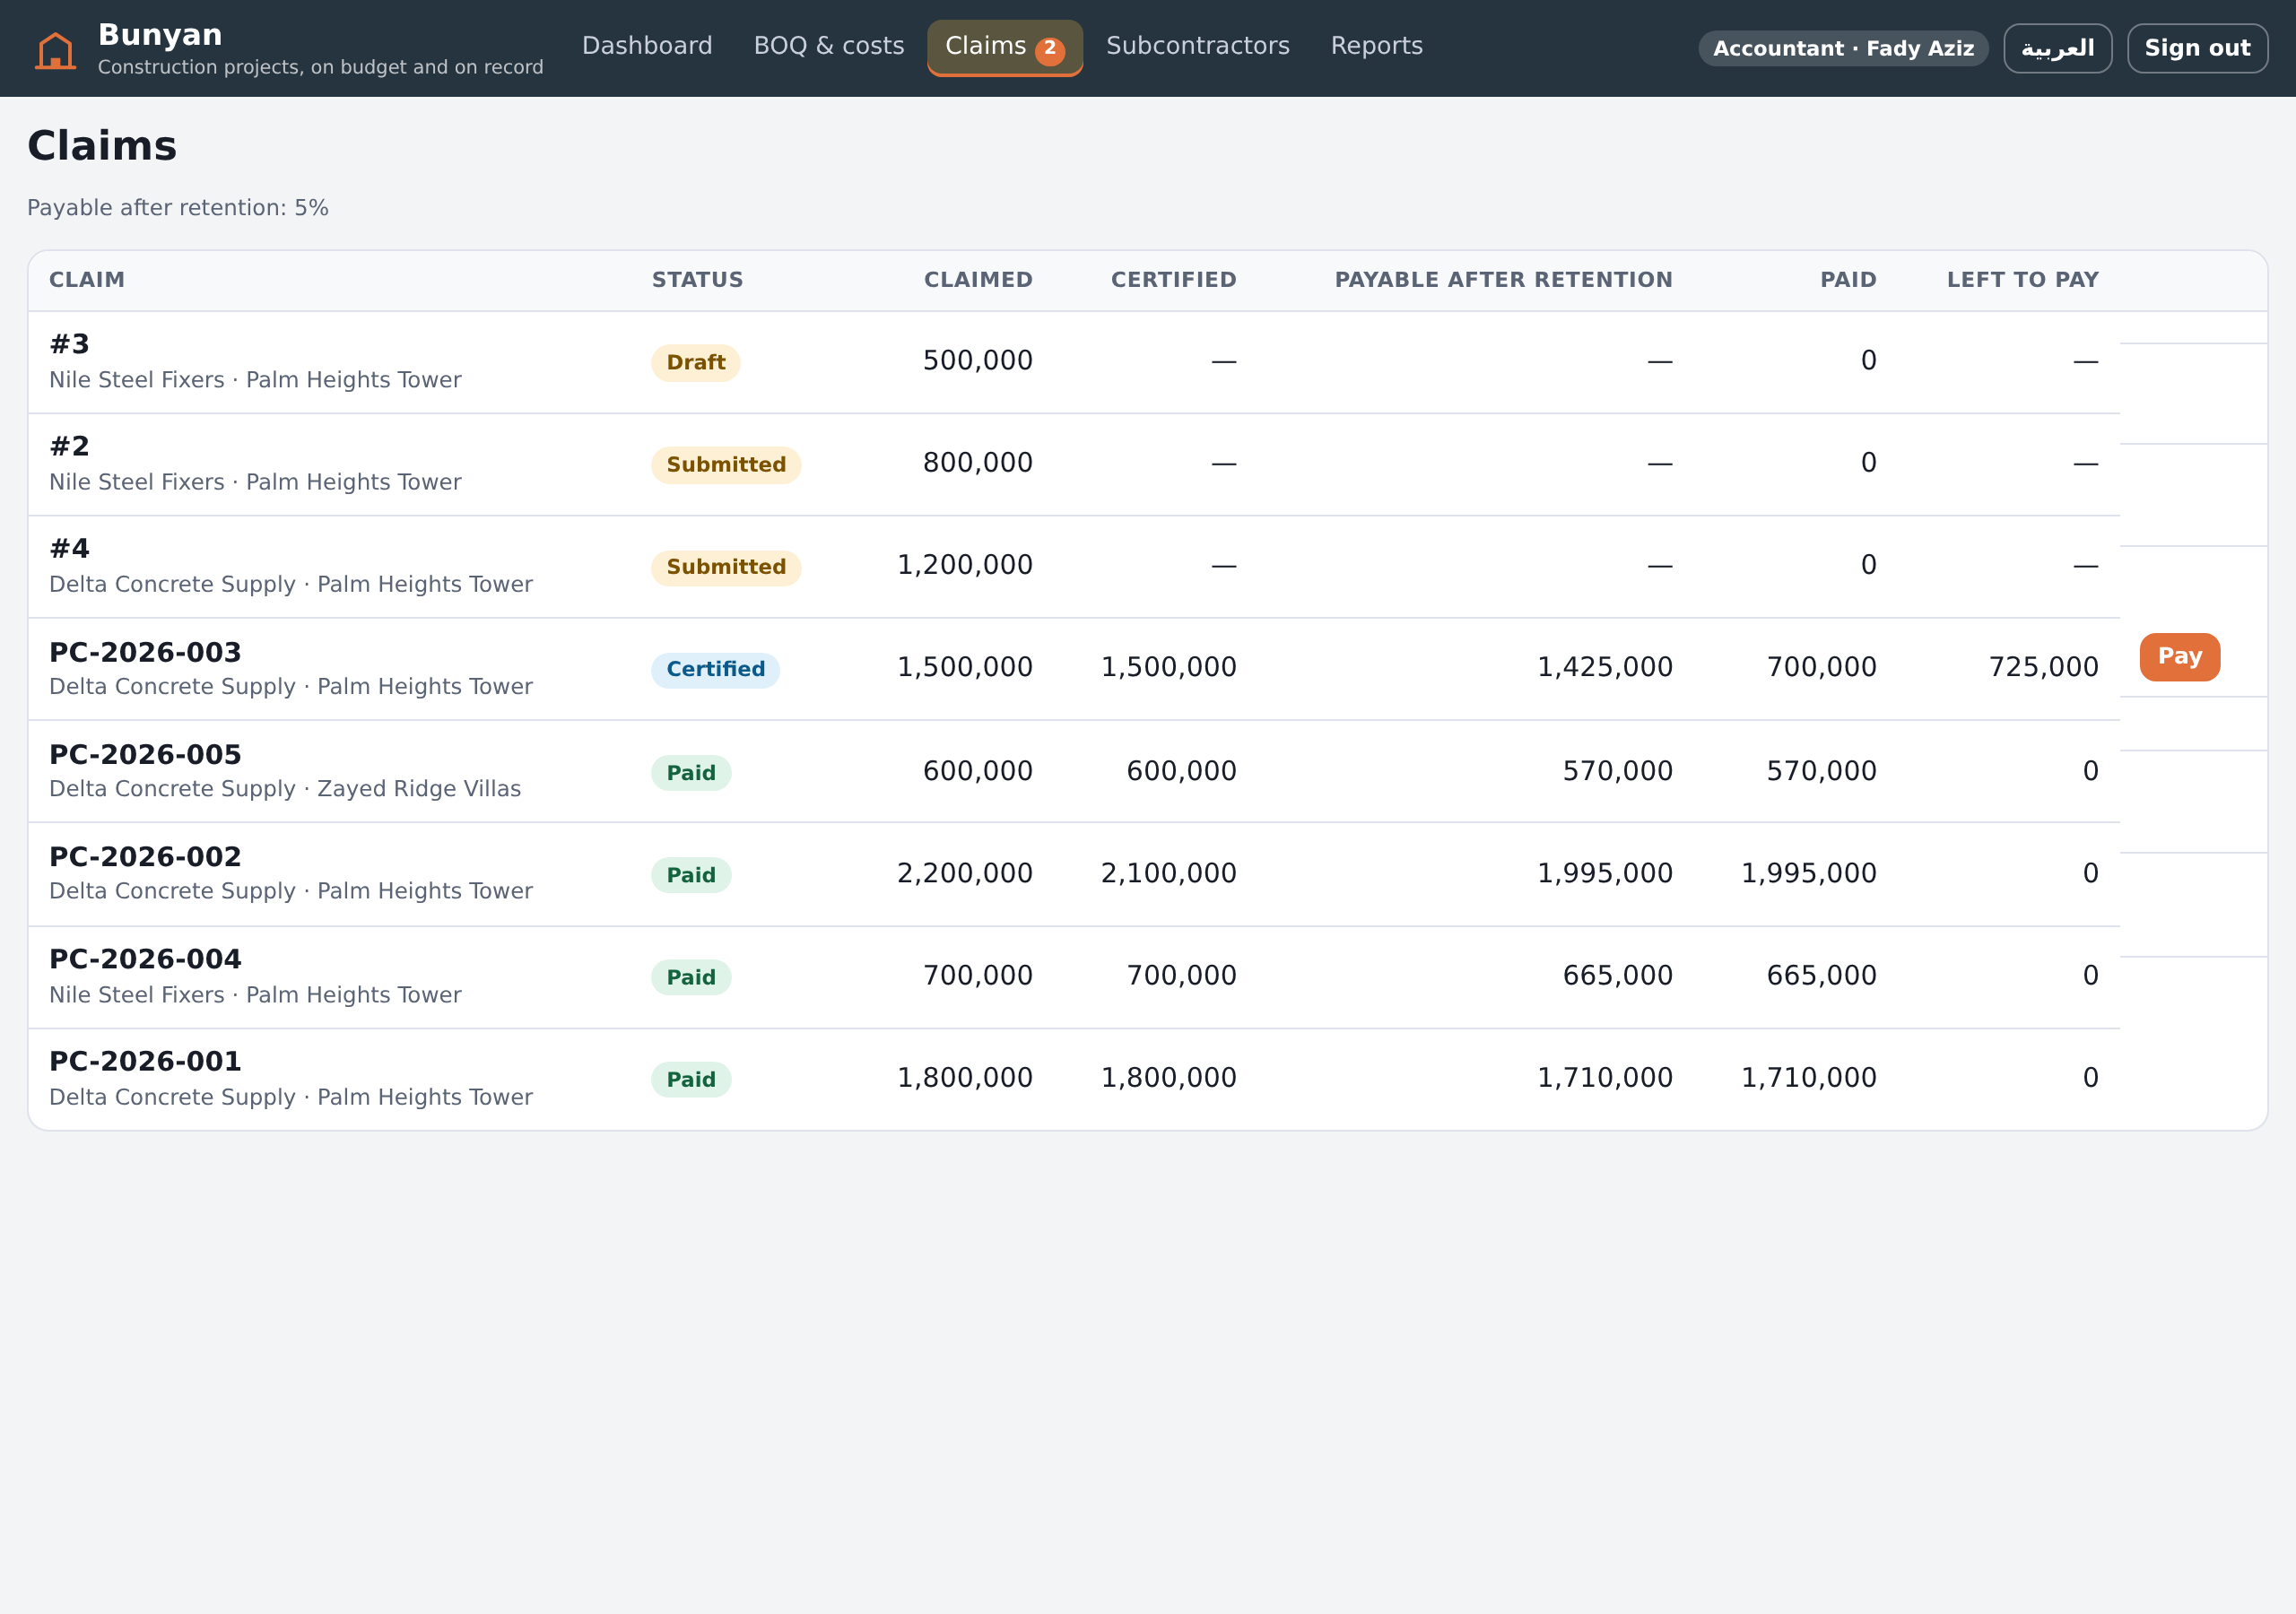 Bunyan
Construction projects, on budget and on record
Dashboard
BOQ & costs
Claims 2
Subcontractors
Reports
Accountant · Fady Aziz
العربية
Sign out
Claims
Payable after retention: 5%
CLAIM STATUS CLAIMED CERTIFIED PAYABLE AFTER RETENTION PAID LEFT TO PAY
#3
Nile Steel Fixers · Palm Heights Tower
Draft 500,000 — — 0 —
#2
Nile Steel Fixers · Palm Heights Tower
Submitted 800,000 — — 0 —
#4
Delta Concrete Supply · Palm Heights Tower
Submitted 1,200,000 — — 0 —
PC-2026-003
Delta Concrete Supply · Palm Heights Tower
Certified 1,500,000 1,500,000 1,425,000 700,000 725,000 Pay
PC-2026-005
Delta Concrete Supply · Zayed Ridge Villas
Paid 600,000 600,000 570,000 570,000 0
PC-2026-002
Delta Concrete Supply · Palm Heights Tower
Paid 2,200,000 2,100,000 1,995,000 1,995,000 0
PC-2026-004
Nile Steel Fixers · Palm Heights Tower
Paid 700,000 700,000 665,000 665,000 0
PC-2026-001
Delta Concrete Supply · Palm Heights Tower
Paid 1,800,000 1,800,000 1,710,000 1,710,000 0